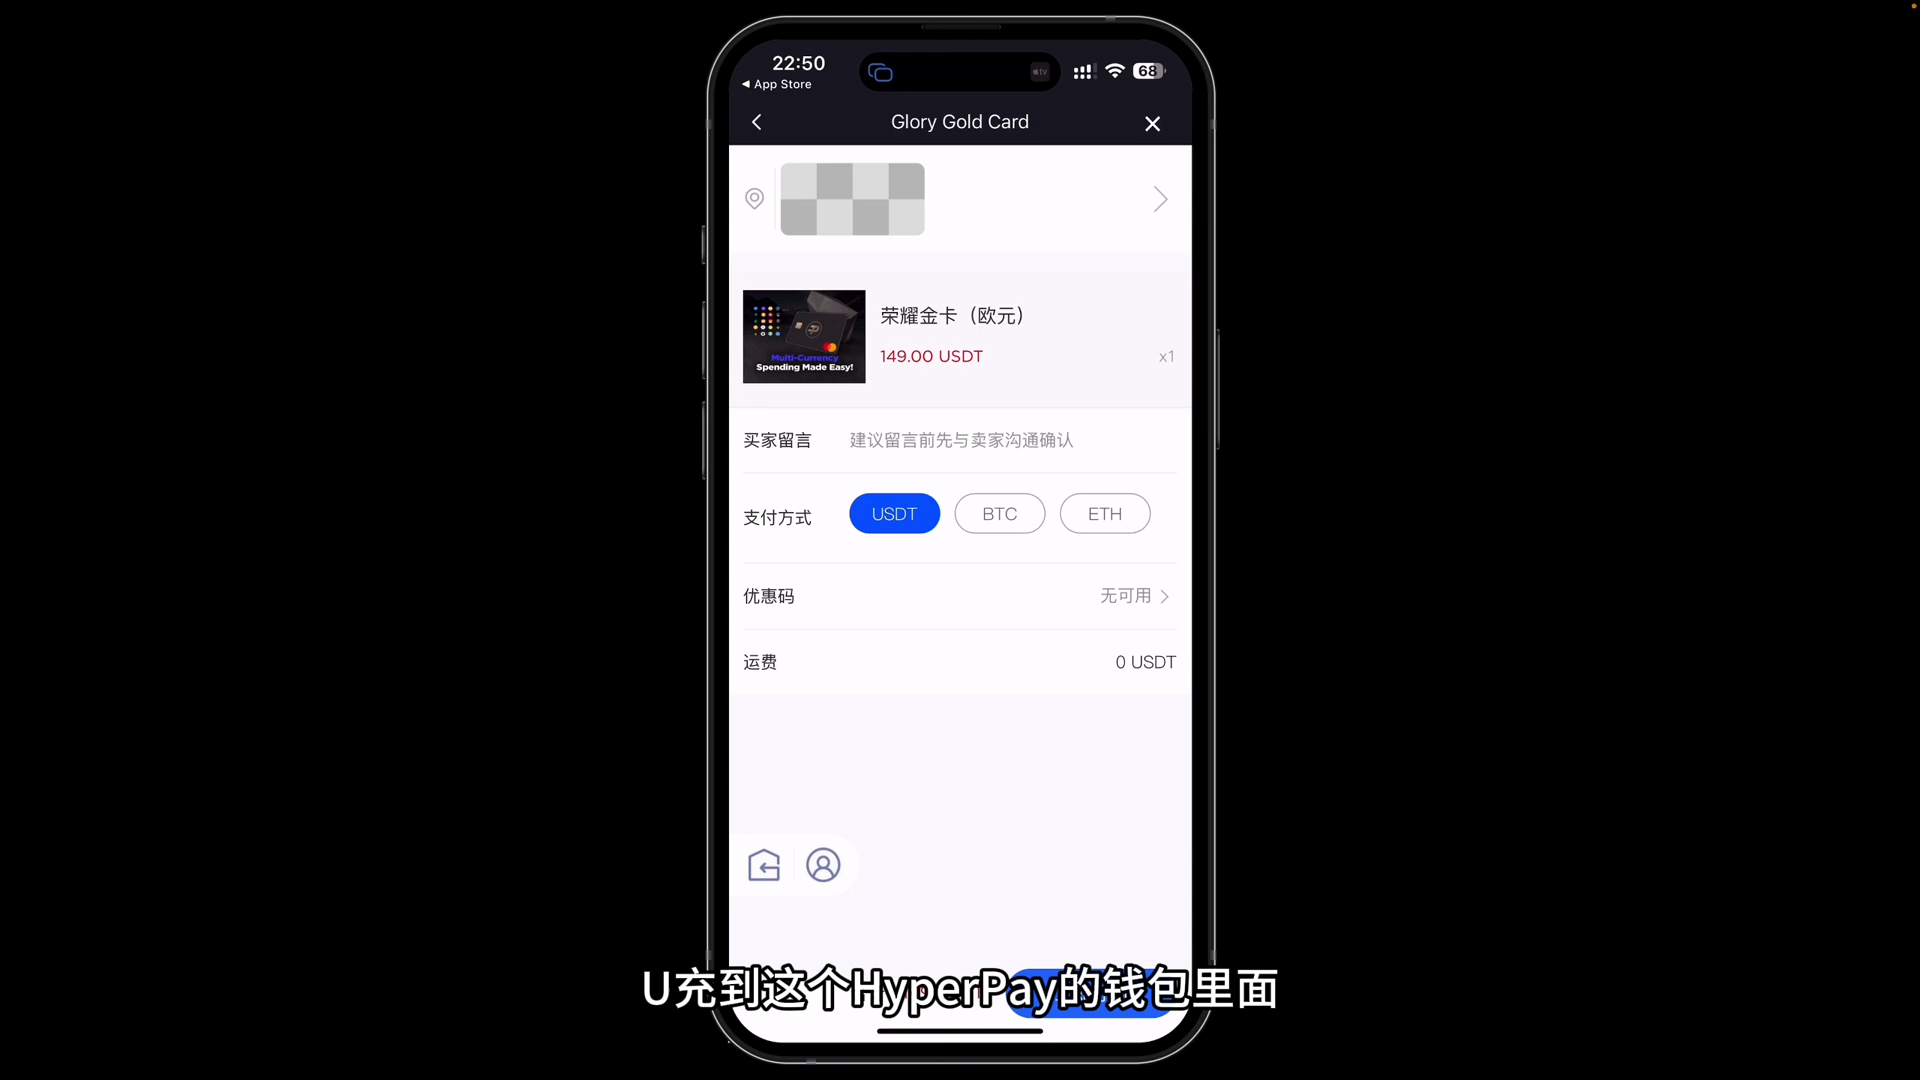 22:50
68
App Store
Glory Gold Card
荣耀金卡（欧元）
149.00 USDT
x1
Multi-Currency
Spending Made Easy!
买家留言
建议留言前先与卖家沟通确认
支付方式
USDT
BTC
ETH
优惠码
无可用
运费
0 USDT
U充到这个HyperPay的钱包里面